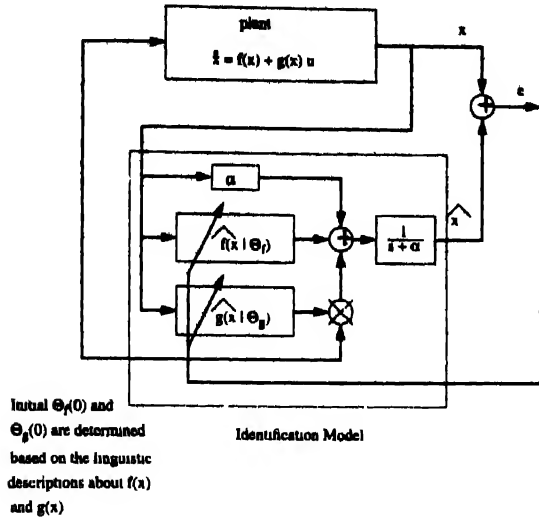 plant
ẋ = f(x) + g(x) u
x
e
α
f̂(x | Θ_f)
1
s + α
x̂
ĝ(x | Θ_g)
Initial Θ_f(0) and
Θ_g(0) are determined
based on the linguistic
descriptions about f(x)
and g(x)
Identification Model